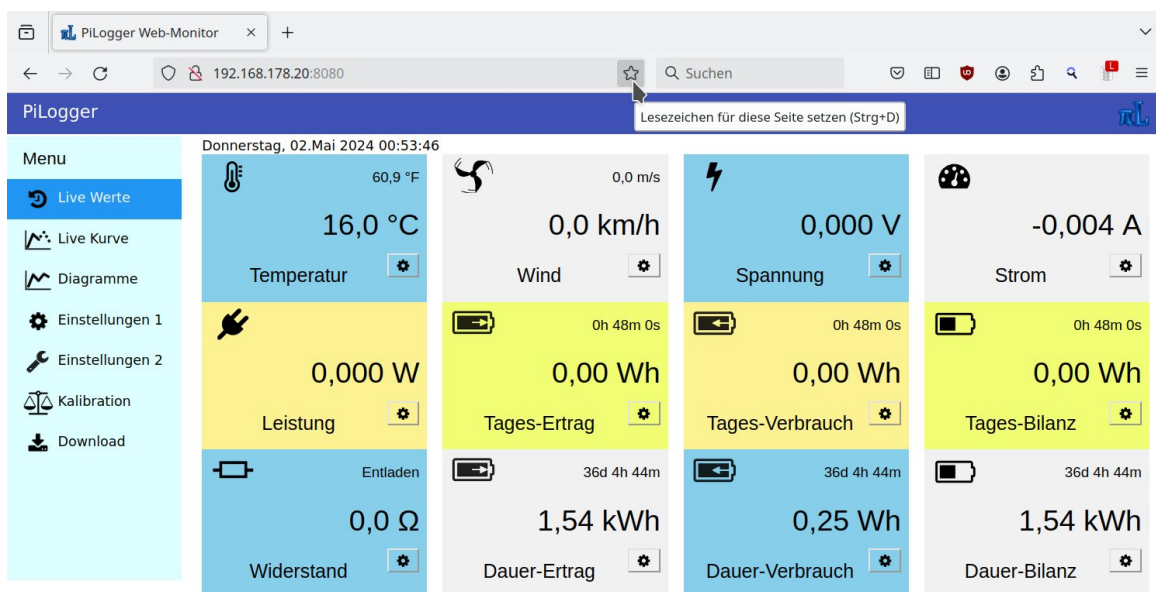 PiLogger Web-Monitor
192.168.178.20:8080
Suchen
PiLogger
Lesezeichen für diese Seite setzen (Strg+D)
πL
Menu
Live Werte
Live Kurve
Diagramme
Einstellungen 1
Einstellungen 2
Kalibration
Download
Donnerstag, 02.Mai 2024 00:53:46
60,9 °F
16,0 °C
Temperatur
0,0 m/s
0,0 km/h
Wind
0,000 V
Spannung
-0,004 A
Strom
0,000 W
Leistung
0h 48m 0s
0,00 Wh
Tages-Ertrag
0h 48m 0s
0,00 Wh
Tages-Verbrauch
0h 48m 0s
0,00 Wh
Tages-Bilanz
Entladen
0,0 Ω
Widerstand
36d 4h 44m
1,54 kWh
Dauer-Ertrag
36d 4h 44m
0,25 Wh
Dauer-Verbrauch
36d 4h 44m
1,54 kWh
Dauer-Bilanz